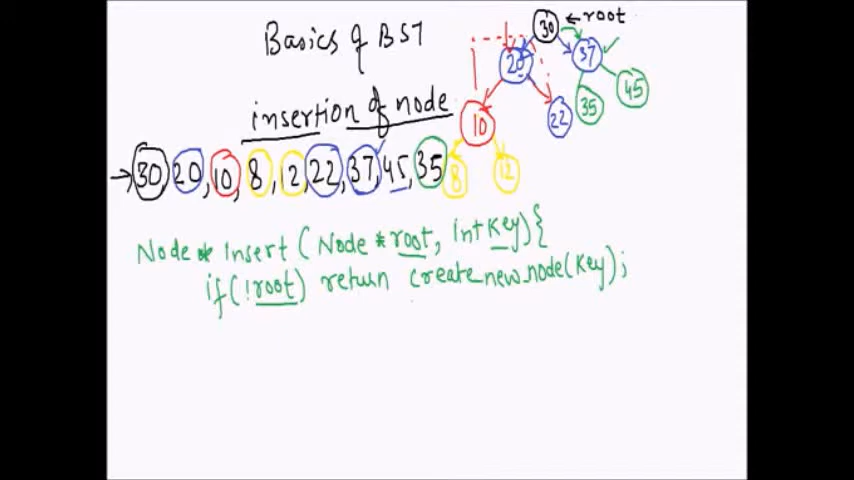 Basics of BST
30 ← root
20 37
insertion of node
10 22 35 45
→ 30, 20, 10, 8, 12, 22, 37, 45, 35
8 12
Node * Insert (Node * root, int Key) {
if (!root) return create_new_node(Key);